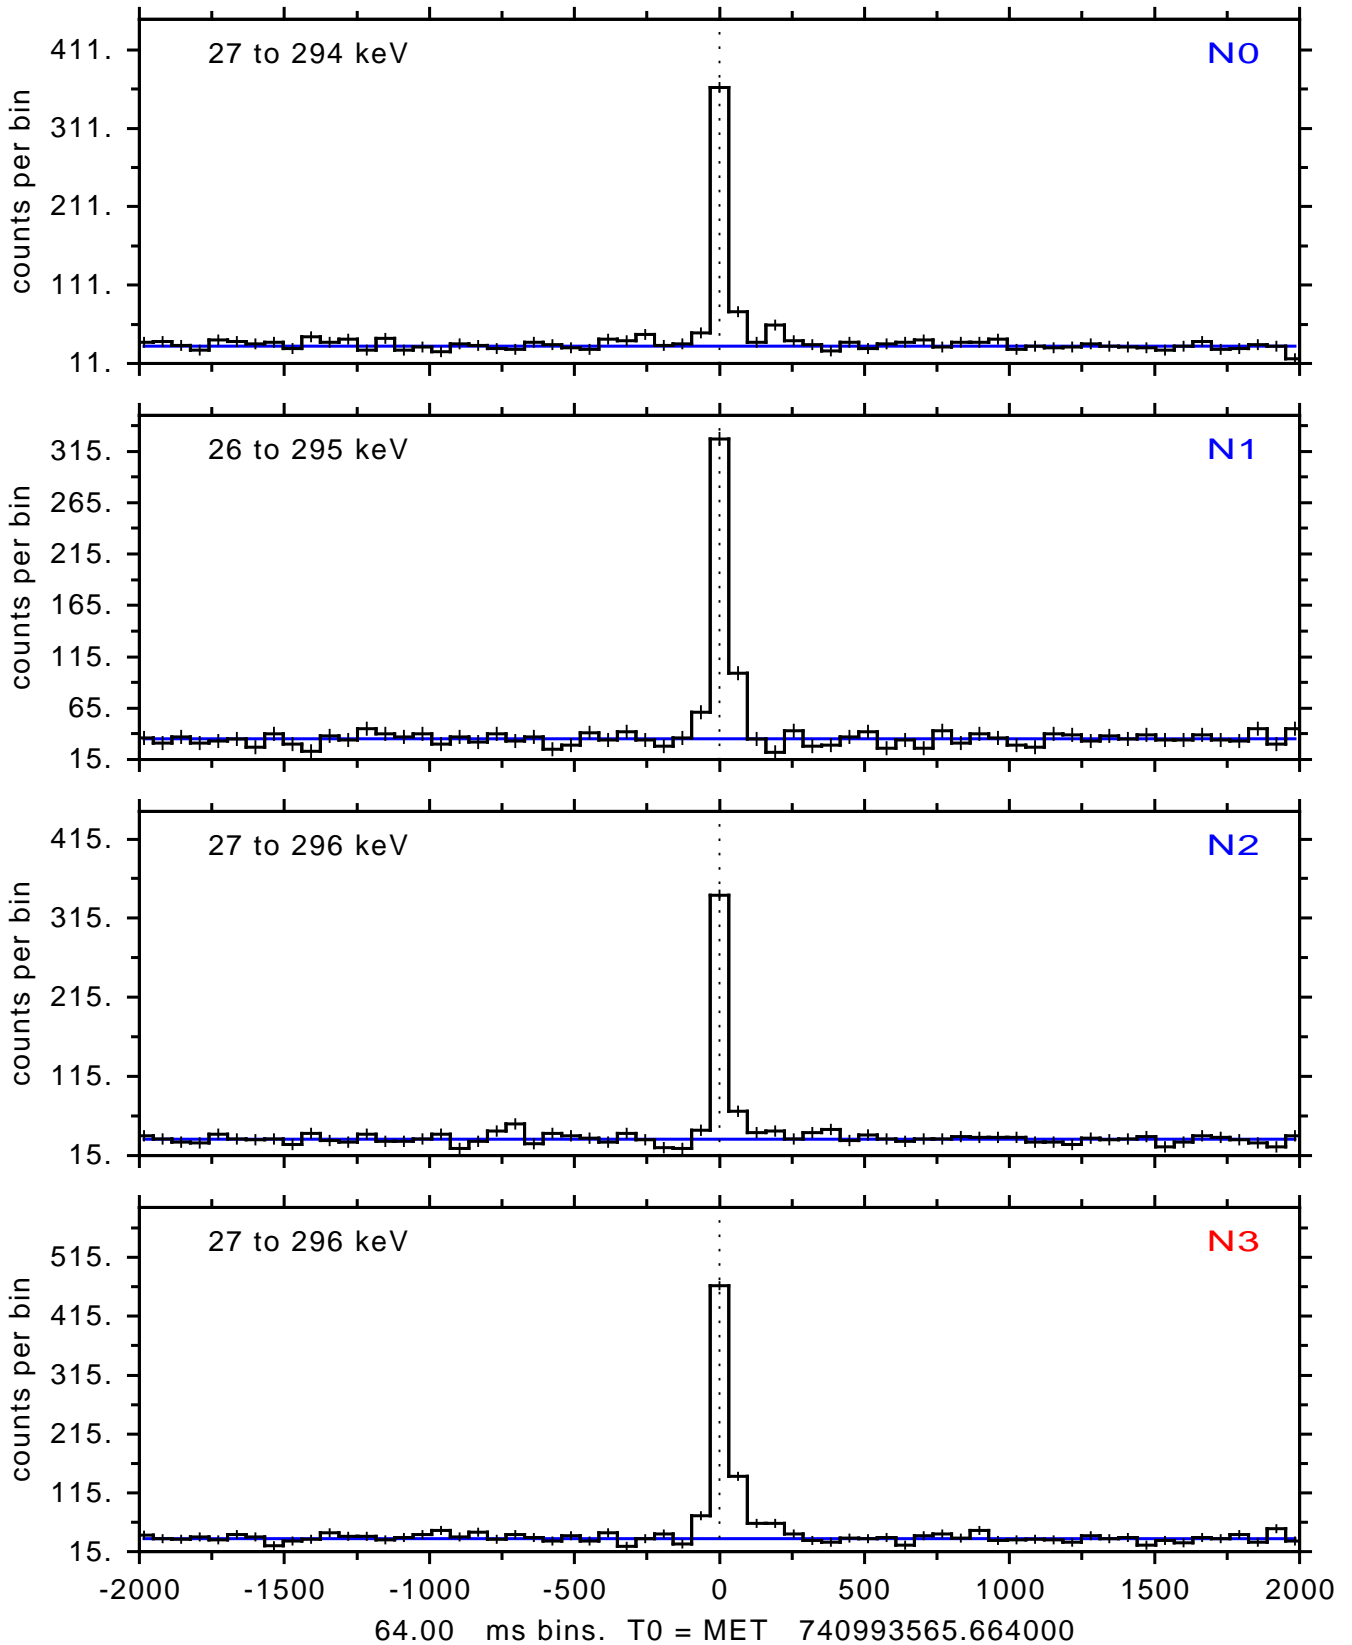 27 to 294 keV N0
411.
311.
211.
111.
11.
counts per bin
26 to 295 keV N1
315.
265.
215.
165.
115.
65.
15.
counts per bin
27 to 296 keV N2
415.
315.
215.
115.
15.
counts per bin
27 to 296 keV N3
515.
415.
315.
215.
115.
15.
counts per bin
-2000 -1500 -1000 -500 0 500 1000 1500 2000
64.00 ms bins. T0 = MET 740993565.664000